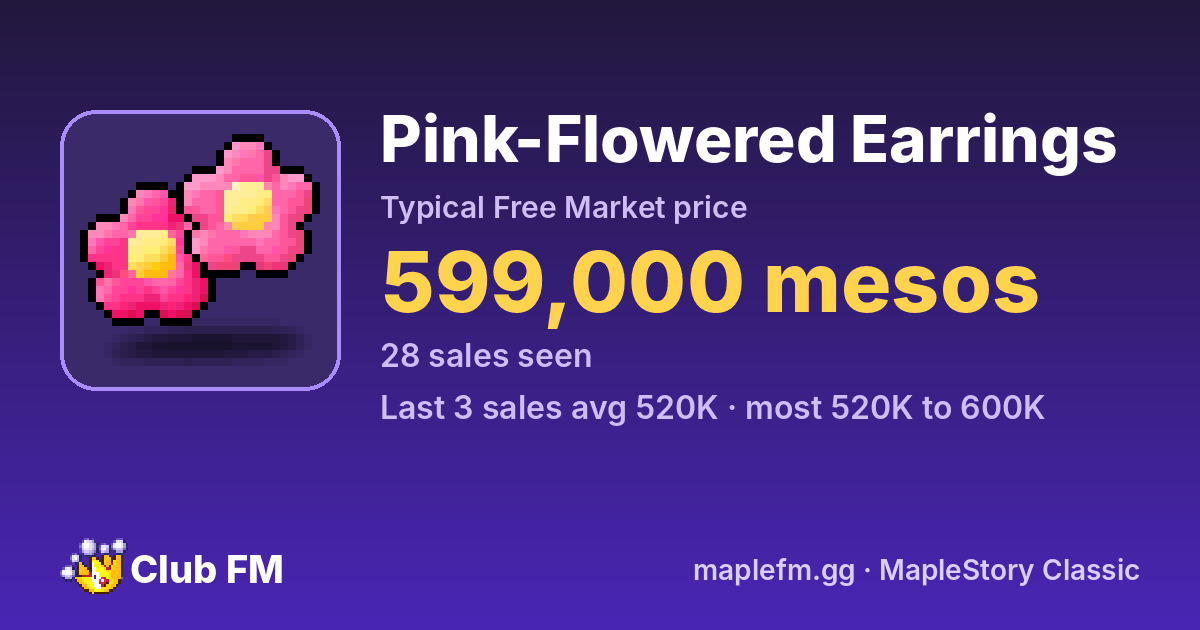 Pink-Flowered Earrings
Typical Free Market price
599,000 mesos
28 sales seen
Last 3 sales avg 520K · most 520K to 600K
Club FM
maplefm.gg · MapleStory Classic